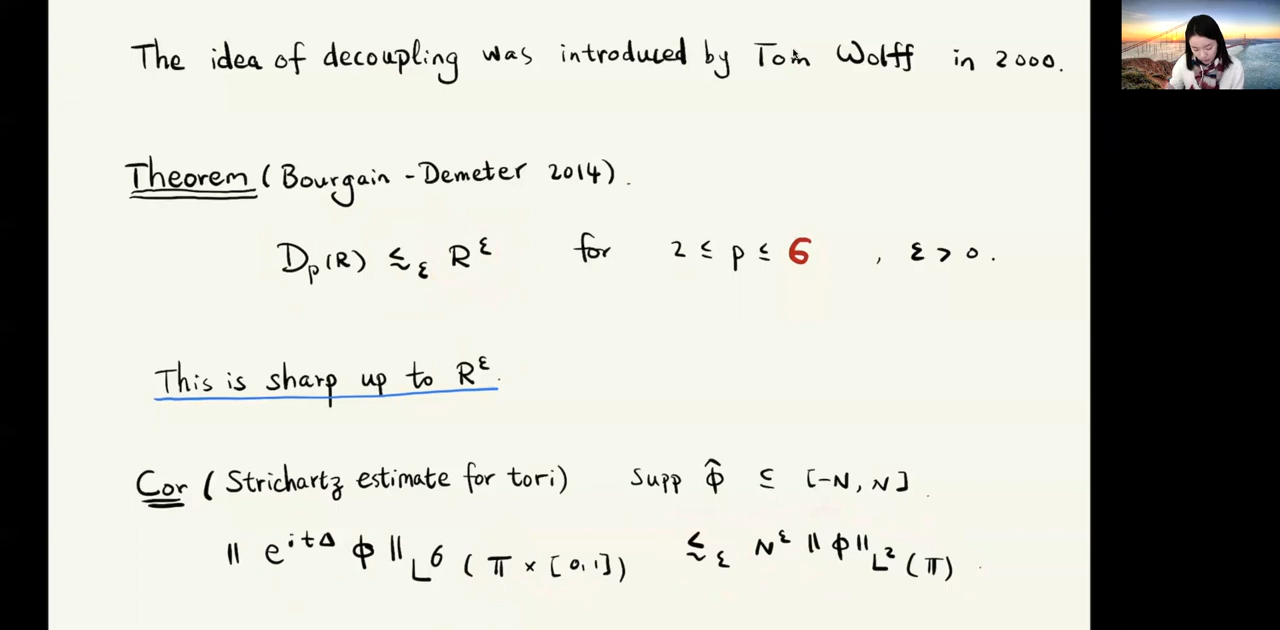 The idea of decoupling was introduced by Tom Wolff in 2000.
Theorem (Bourgain - Demeter 2014).
D_p(R) ≲_ε R^ε for 2 ≤ p ≤ 6 , ε > 0.
This is sharp up to R^ε.
Cor (Strichartz estimate for tori) Supp φ̂ ⊆ [-N, N].
‖ e^{itΔ} φ ‖_{L^6 (𝕋 × [0,1])} ≲_ε N^ε ‖φ‖_{L^2(𝕋)}.